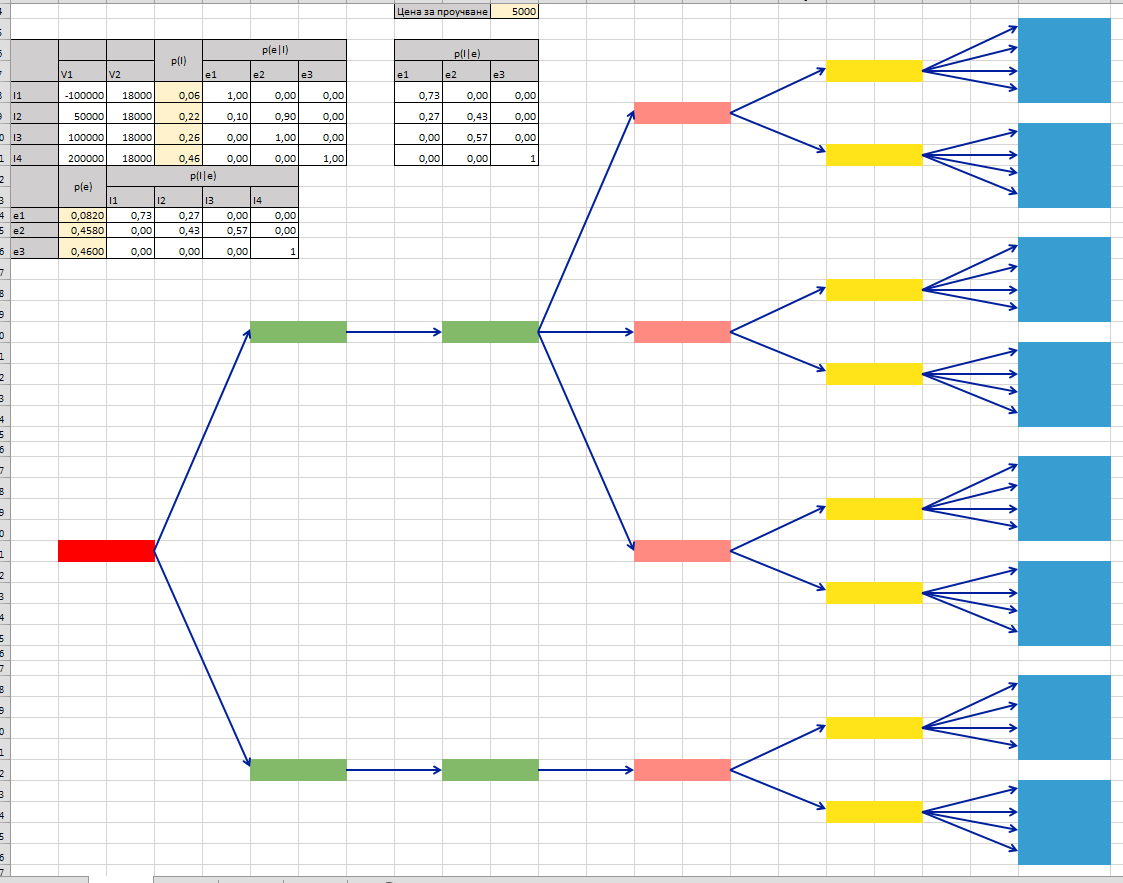 Цена за проучване 5000
p(I) p(e|I) p(I|e)
V1 V2 e1 e2 e3 e1 e2 e3
I1 -100000 18000 0,06 1,00 0,00 0,00 0,73 0,00 0,00
I2 50000 18000 0,22 0,10 0,90 0,00 0,27 0,43 0,00
I3 100000 18000 0,26 0,00 1,00 0,00 0,00 0,57 0,00
I4 200000 18000 0,46 0,00 0,00 1,00 0,00 0,00 1
p(e) p(I|e)
I1 I2 I3 I4
e1 0,0820 0,73 0,27 0,00 0,00
e2 0,4580 0,00 0,43 0,57 0,00
e3 0,4600 0,00 0,00 0,00 1